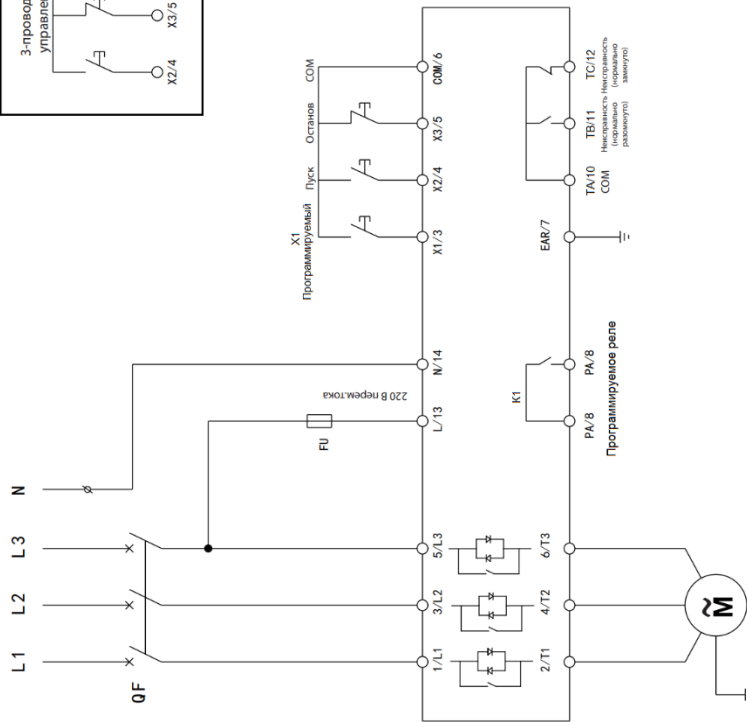 3-провод
управле
X3/5
X2/4
N
L3
L2
L1
QF
FU
220 В перем.тока
X1
Программируемый
Пуск
Останов
COM
1/L1
3/L2
5/L3
L/13
N/14
X1/3
X2/4
X3/5
COM/6
2/T1
4/T2
6/T3
K1
PA/8
PA/8
Программируемое реле
EAR/7
TA/10
COM
TB/11
Неисправность
(нормально
разомкнуто)
TC/12
Неисправность
(нормально
замкнуто)
M
~